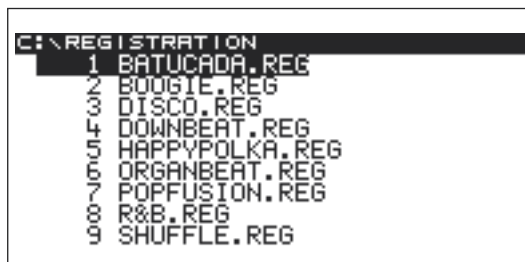 C:\REGISTRATION
1 BATUCADA.REG
2 BOOGIE.REG
3 DISCO.REG
4 DOWNBEAT.REG
5 HAPPYPOLKA.REG
6 ORGANBEAT.REG
7 POPFUSION.REG
8 R&B.REG
9 SHUFFLE.REG